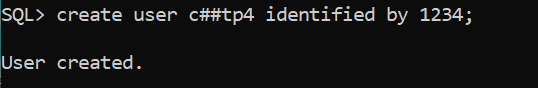 SQL> create user c##tp4 identified by 1234;
User created.